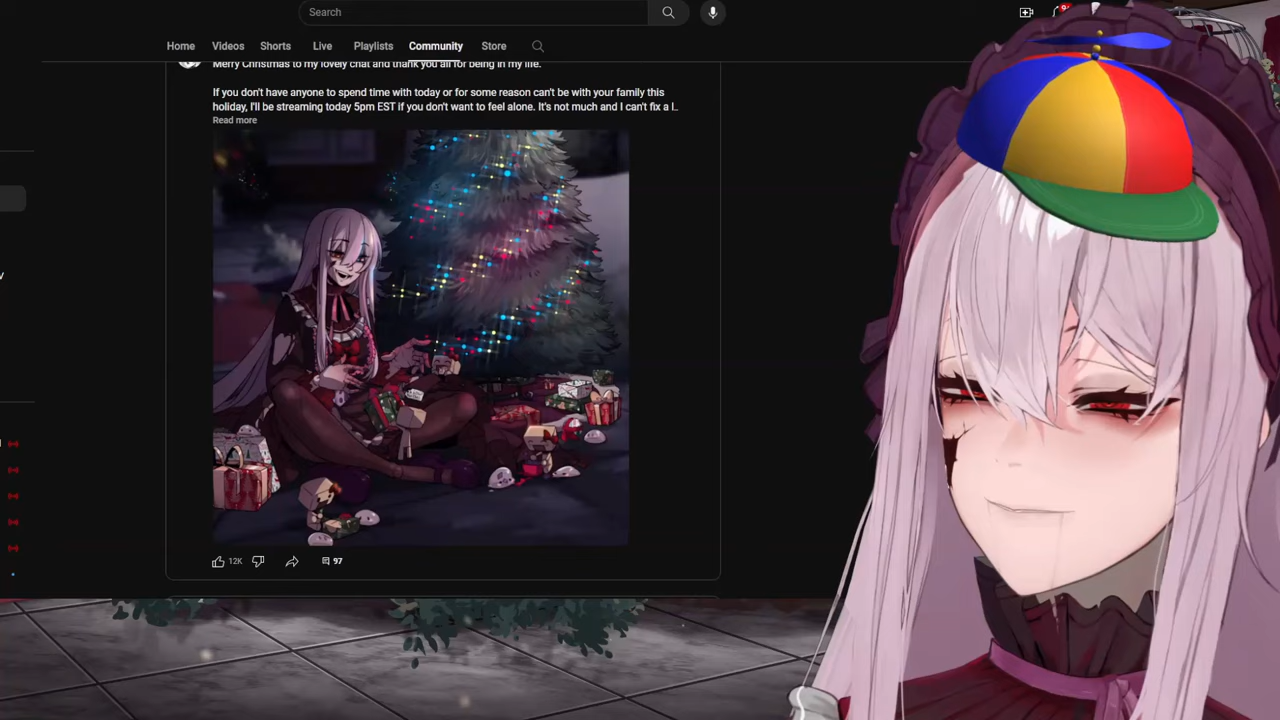 Search
Home Videos Shorts Live Playlists Community Store
Merry Christmas to my lovely chat and thank you all for being in my life.
If you don't have anyone to spend time with today or for some reason can't be with your family this
holiday, I'll be streaming today 5pm EST if you don't want to feel alone. It's not much and I can't fix a l..
Read more
12K 97